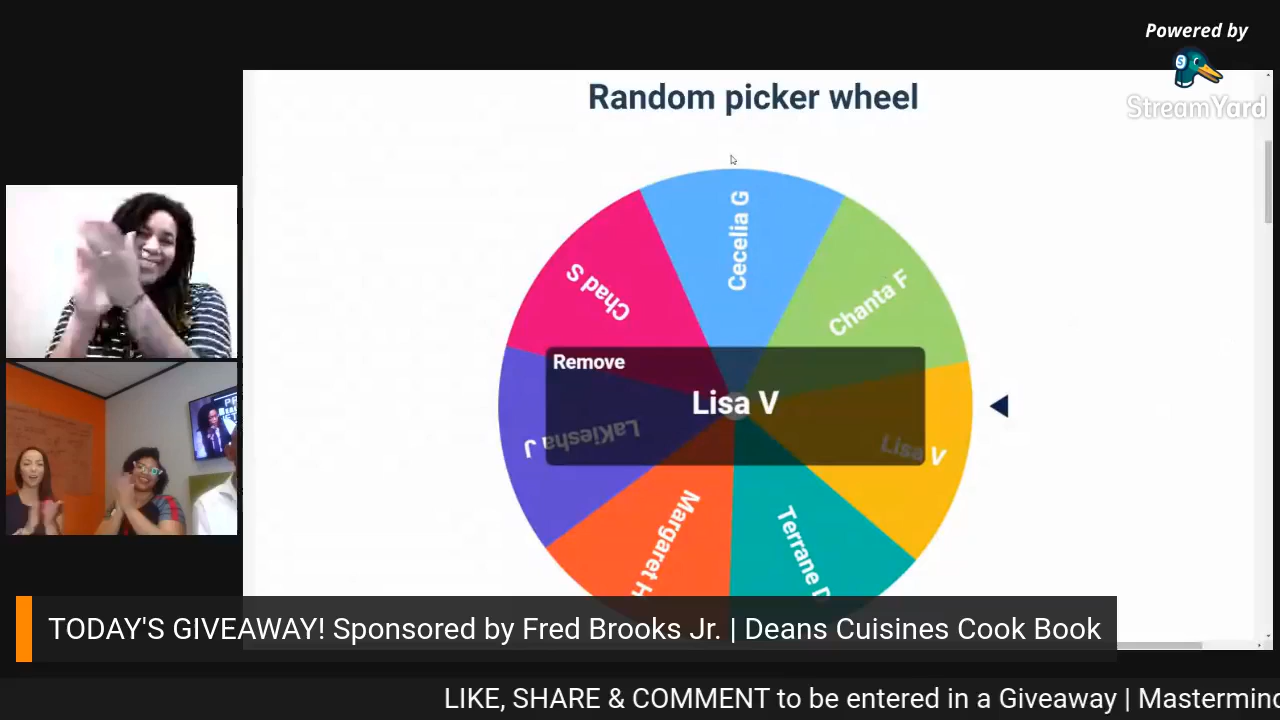 Powered by
StreamYard
Random picker wheel
Cecelia G
Chanta F
Chad S
Remove
Lisa V
LaKiesha J
Lisa V
Margaret H
Terrane D
TODAY'S GIVEAWAY! Sponsored by Fred Brooks Jr. | Deans Cuisines Cook Book
LIKE, SHARE & COMMENT to be entered in a Giveaway | Mastermind